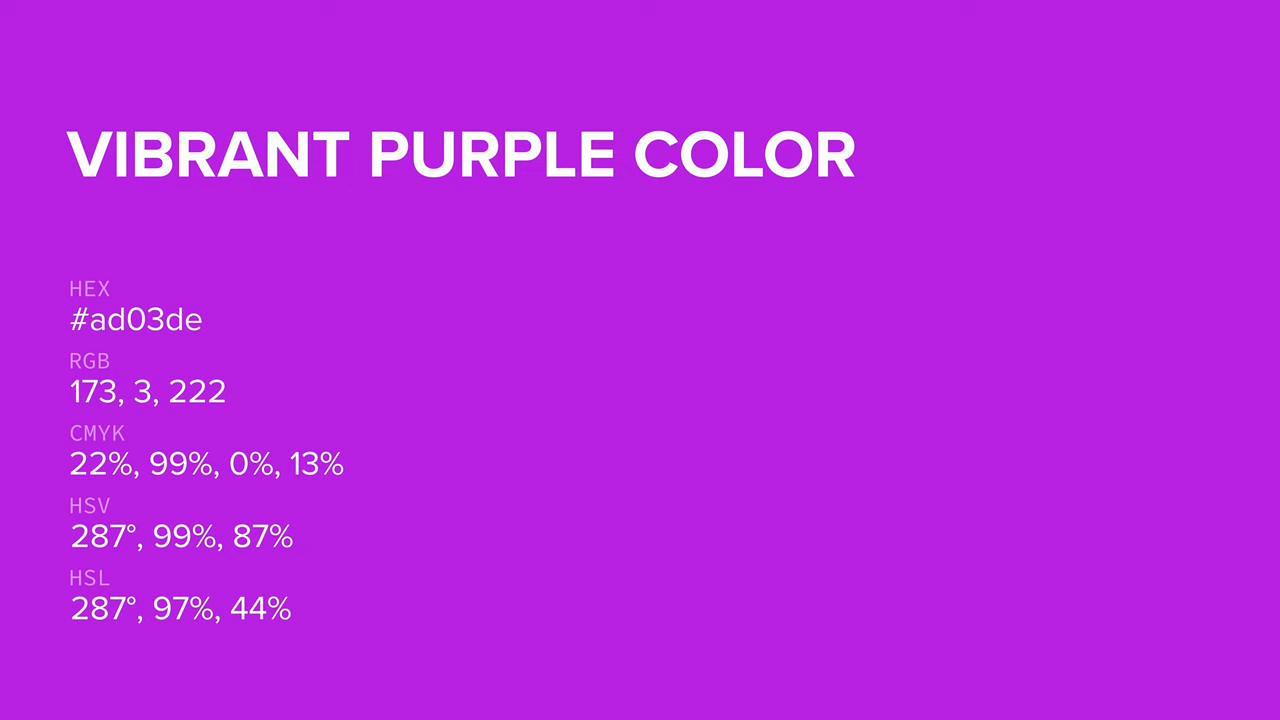 VIBRANT PURPLE COLOR
HEX
#ad03de
RGB
173, 3, 222
CMYK
22%, 99%, 0%, 13%
HSV
287°, 99%, 87%
HSL
287°, 97%, 44%